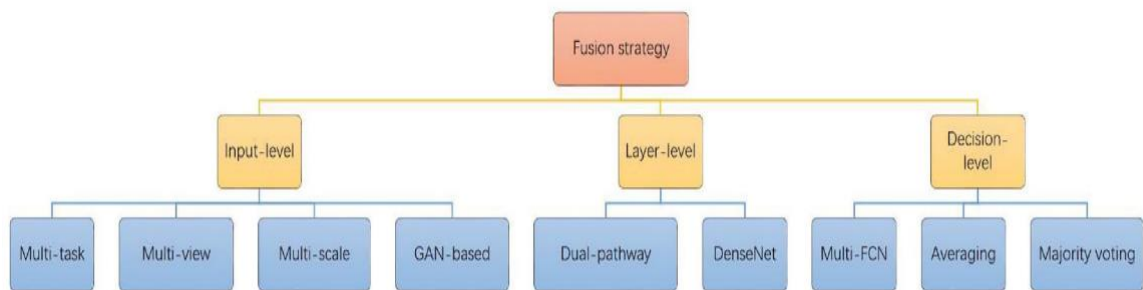 Fusion strategy
Input-level
Layer-level
Decision-
level
Multi-task
Multi-view
Multi-scale
GAN-based
Dual-pathway
DenseNet
Multi-FCN
Averaging
Majority voting